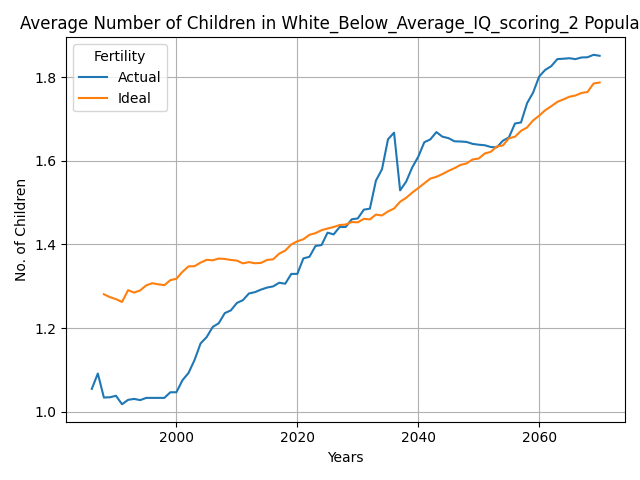 Average Number of Children in White_Below_Average_IQ_scoring_2 Popula
Fertility
Actual
Ideal
No. of Children
1.8
1.6
1.4
1.2
1.0
2000 2020 2040 2060
Years